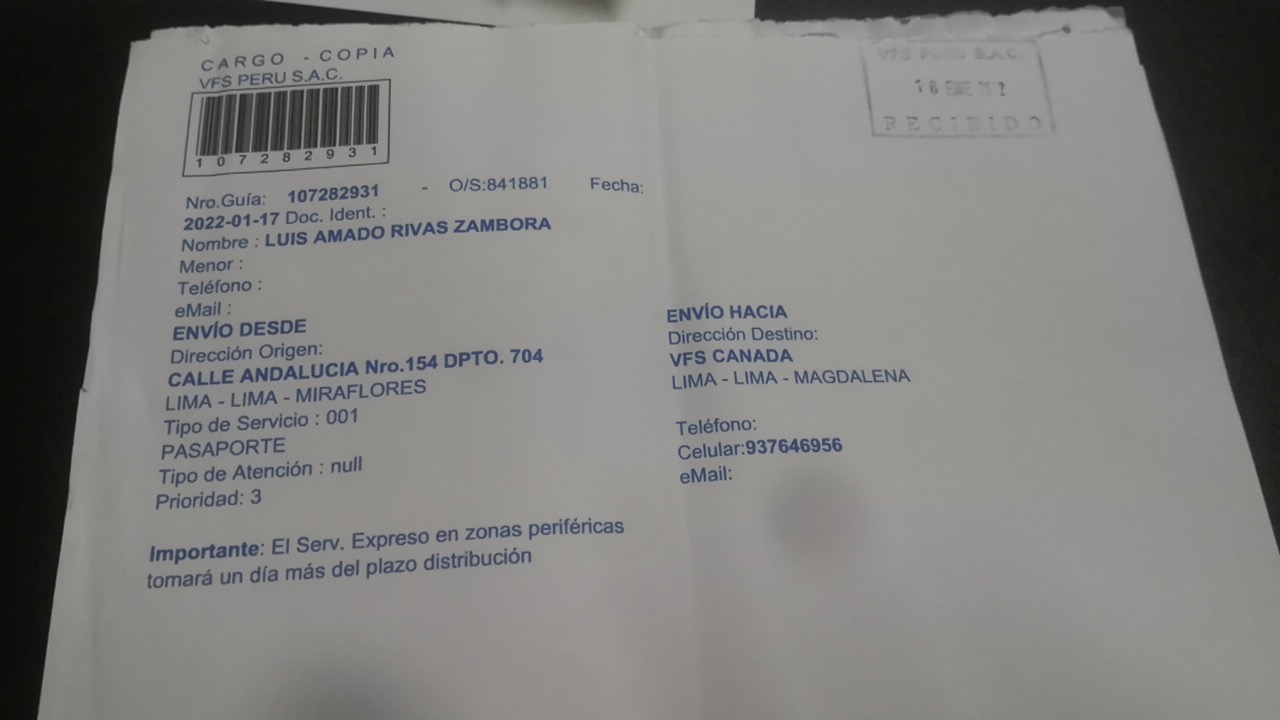 CARGO - COPIA
VFS PERU S.A.C.
107282931
VFS PERU S.A.C.
18 ENE
RECIBIDO
Nro.Guía: 107282931 - O/S:841881 Fecha:
2022-01-17 Doc. Ident. :
Nombre : LUIS AMADO RIVAS ZAMBORA
Menor :
Teléfono :
eMail :
ENVÍO DESDE
Dirección Origen:
CALLE ANDALUCIA Nro.154 DPTO. 704
LIMA - LIMA - MIRAFLORES
Tipo de Servicio : 001
PASAPORTE
Tipo de Atención : null
Prioridad: 3
ENVÍO HACIA
Dirección Destino:
VFS CANADA
LIMA - LIMA - MAGDALENA
Teléfono:
Celular:937646956
eMail:
Importante: El Serv. Expreso en zonas periféricas
tomará un día más del plazo distribución